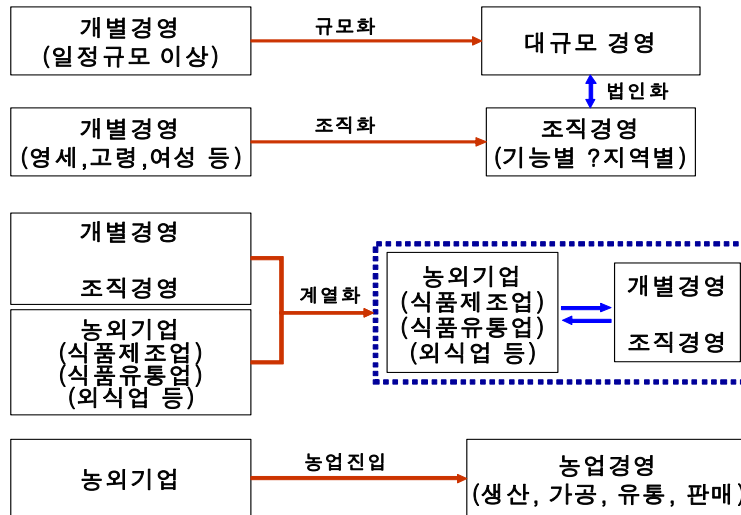 개별경영
(일정규모 이상)
규모화
대규모 경영
법인화
개별경영
(영세,고령,여성 등)
조직화
조직경영
(기능별 ?지역별)
개별경영
조직경영
농외기업
(식품제조업)
(식품유통업)
(외식업 등)
계열화
농외기업
(식품제조업)
(식품유통업)
(외식업 등)
개별경영
조직경영
농외기업
농업진입
농업경영
(생산, 가공, 유통, 판매)